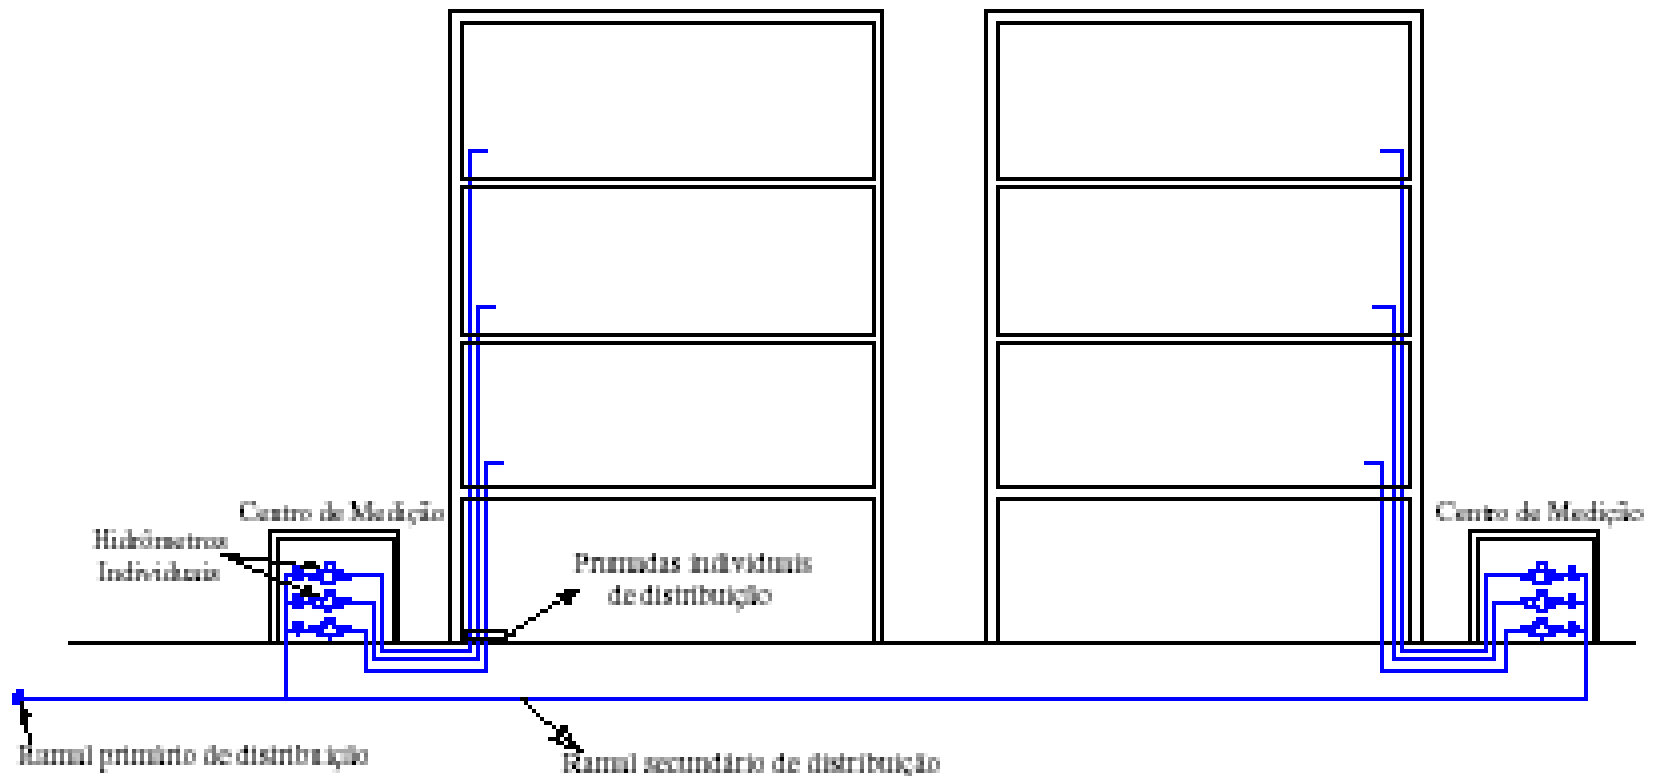 Centro de Medição
Hidrômetros
Individuais
Prumadas individuais
de distribuição
Centro de Medição
Ramal primário de distribuição
Ramal secundário de distribuição